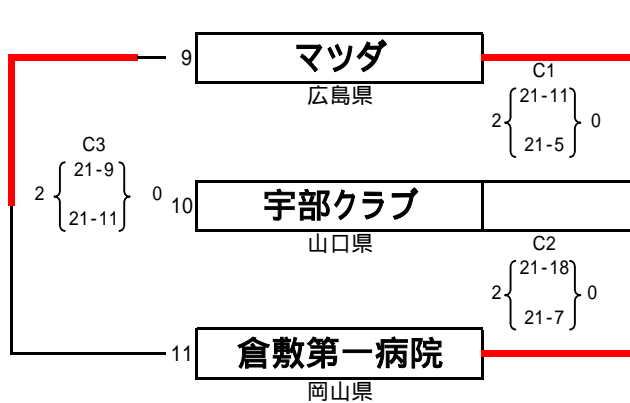 9 マツダ
広島県
C1
21-11
2 0
21-5
C3
21-9
2 0
21-11
10 宇部クラブ
山口県
C2
21-18
2 0
21-7
11 倉敷第一病院
岡山県